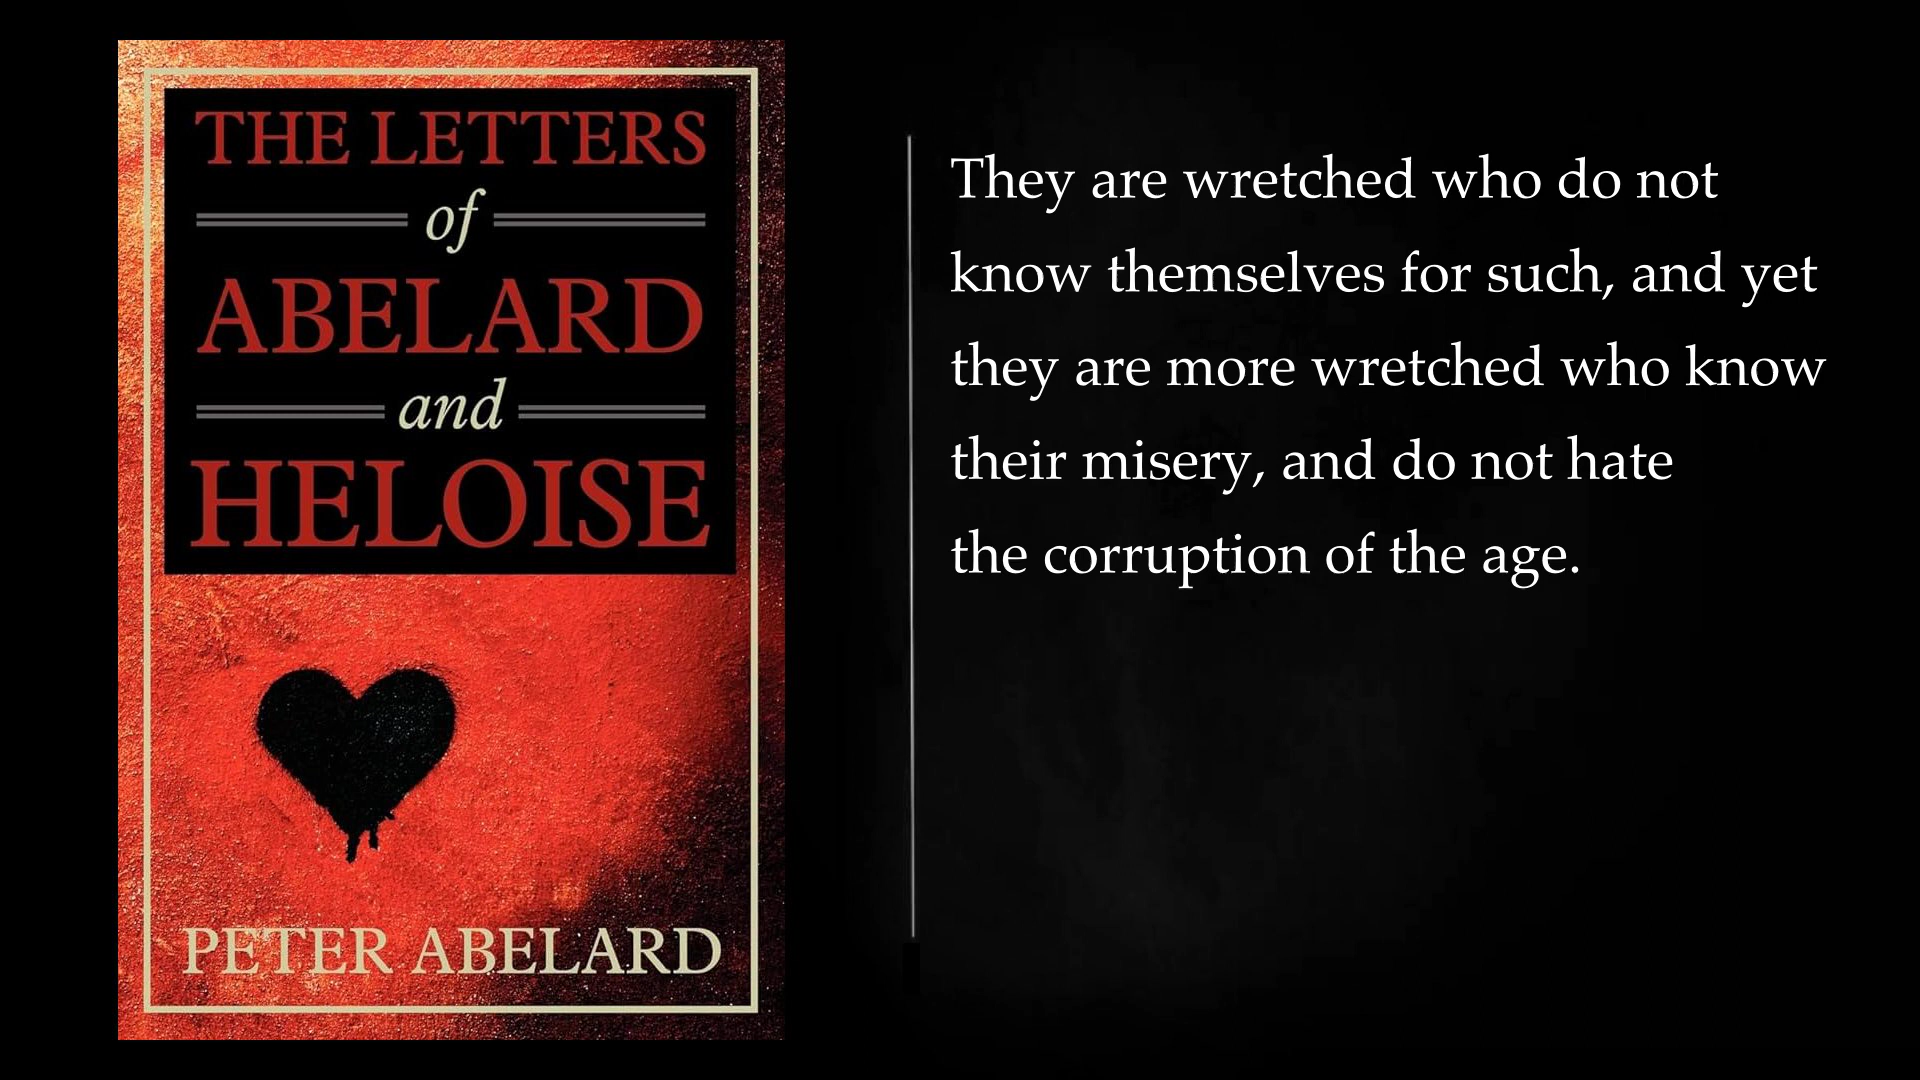 THE LETTERS
of
ABELARD
and
HELOISE
PETER ABELARD
They are wretched who do not
know themselves for such, and yet
they are more wretched who know
their misery, and do not hate
the corruption of the age.